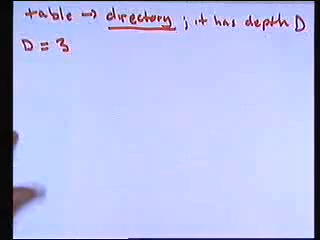 table → directory ; it has depth D
D = 3